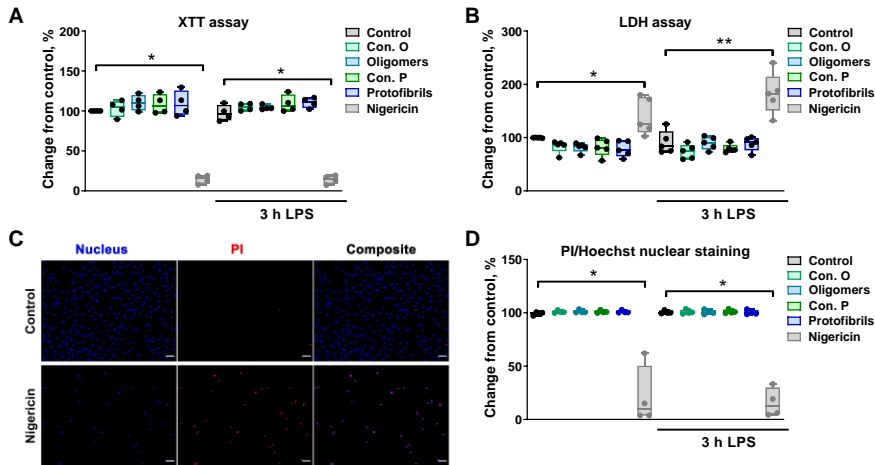 A
XTT assay
Change from control, %
200
150
100
50
0
*
*
3 h LPS
Control
Con. O
Oligomers
Con. P
Protofibrils
Nigericin
B
LDH assay
Change from control, %
300
200
100
0
*
**
3 h LPS
Control
Con. O
Oligomers
Con. P
Protofibrils
Nigericin
C
Nucleus
PI
Composite
Control
Nigericin
D
PI/Hoechst nuclear staining
Change from control, %
150
100
50
0
*
*
3 h LPS
Control
Con. O
Oligomers
Con. P
Protofibrils
Nigericin